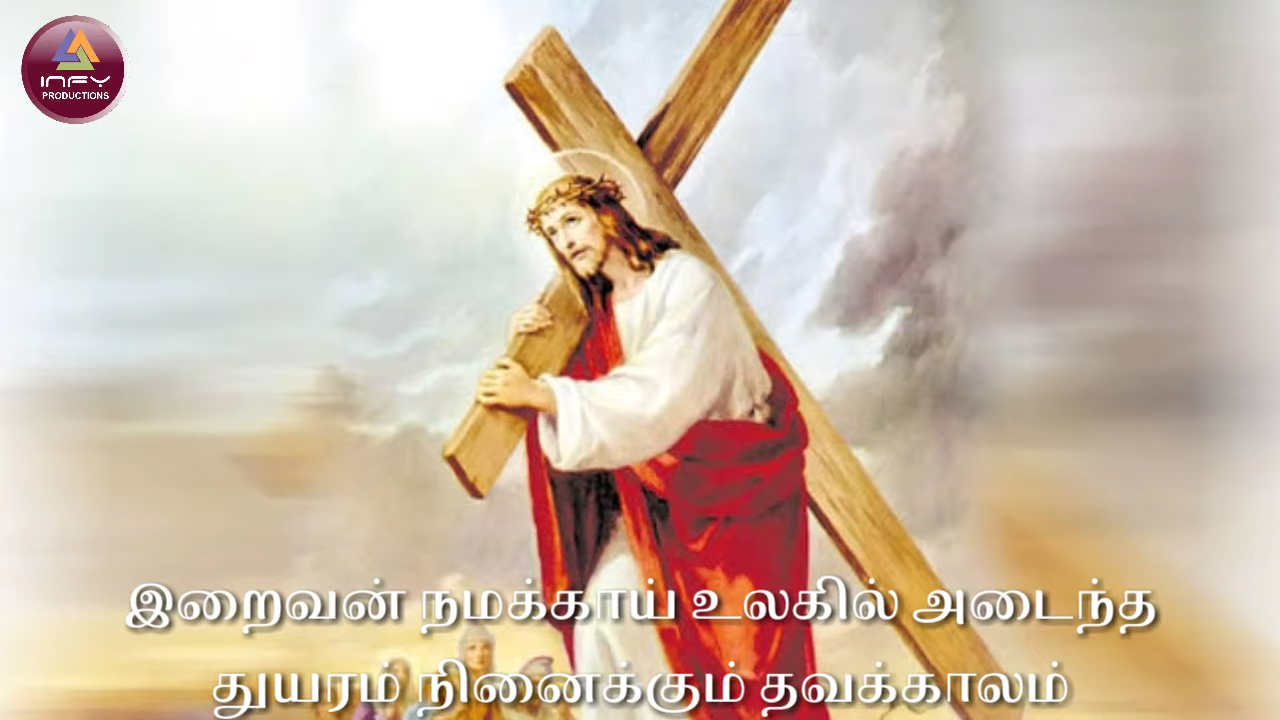 INFY
PRODUCTIONS
இறைவன் நமக்காய் உலகில் அடைந்த
துயரம் நினைக்கும் தவக்காலம்